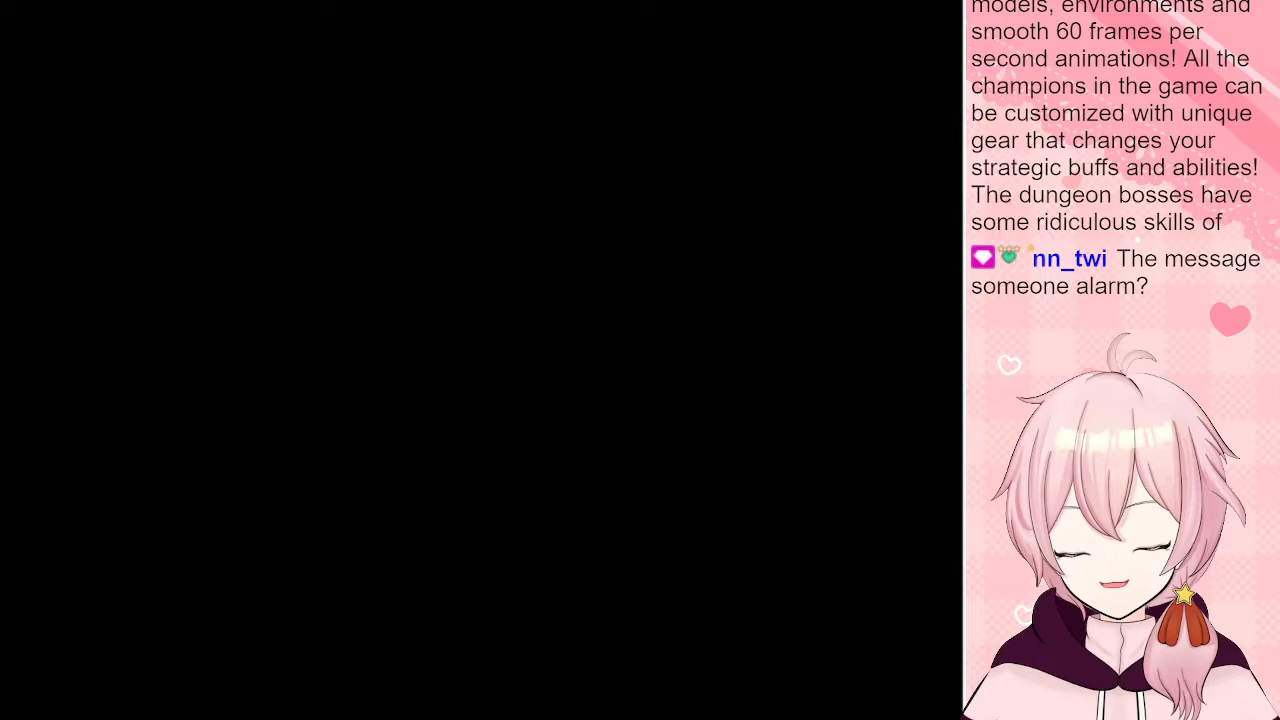 models, environments and
smooth 60 frames per
second animations! All the
champions in the game can
be customized with unique
gear that changes your
strategic buffs and abilities!
The dungeon bosses have
some ridiculous skills of
nn_twi The message
someone alarm?